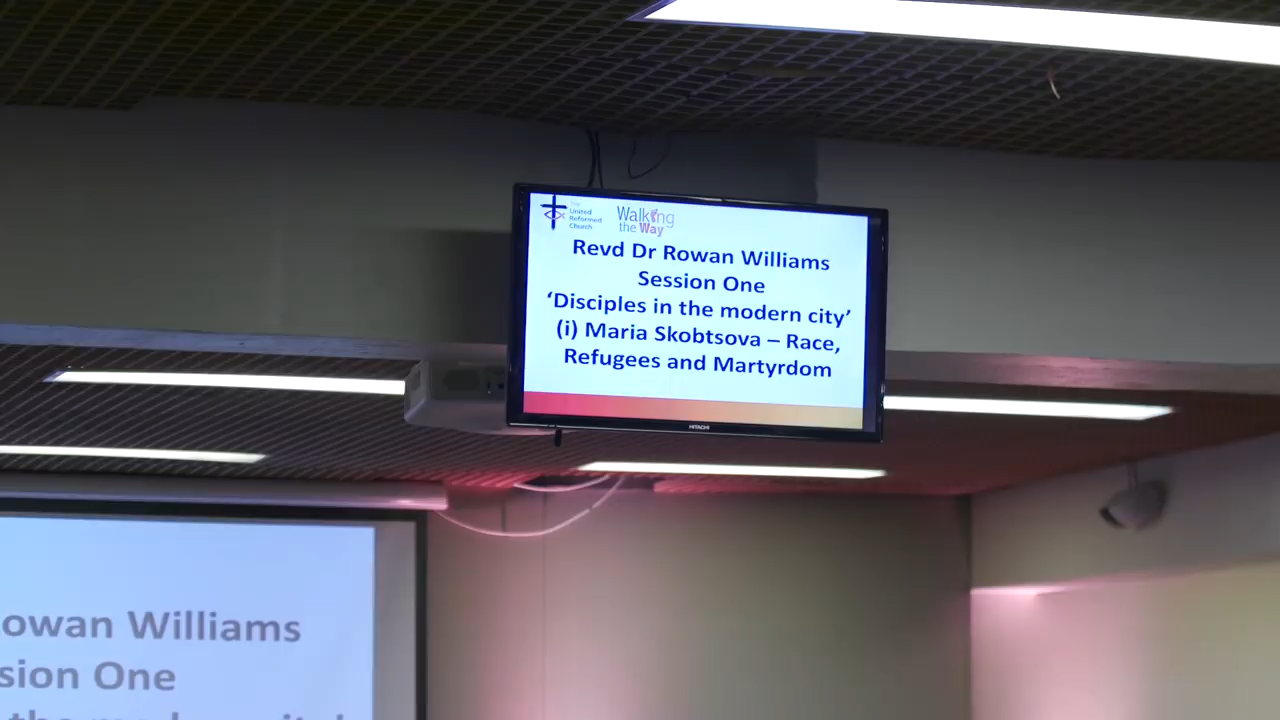 The
United
Reformed
Church
Walking
the Way
Revd Dr Rowan Williams
Session One
‘Disciples in the modern city’
(i) Maria Skobtsova – Race,
Refugees and Martyrdom
HITACHI
owan Williams
sion One